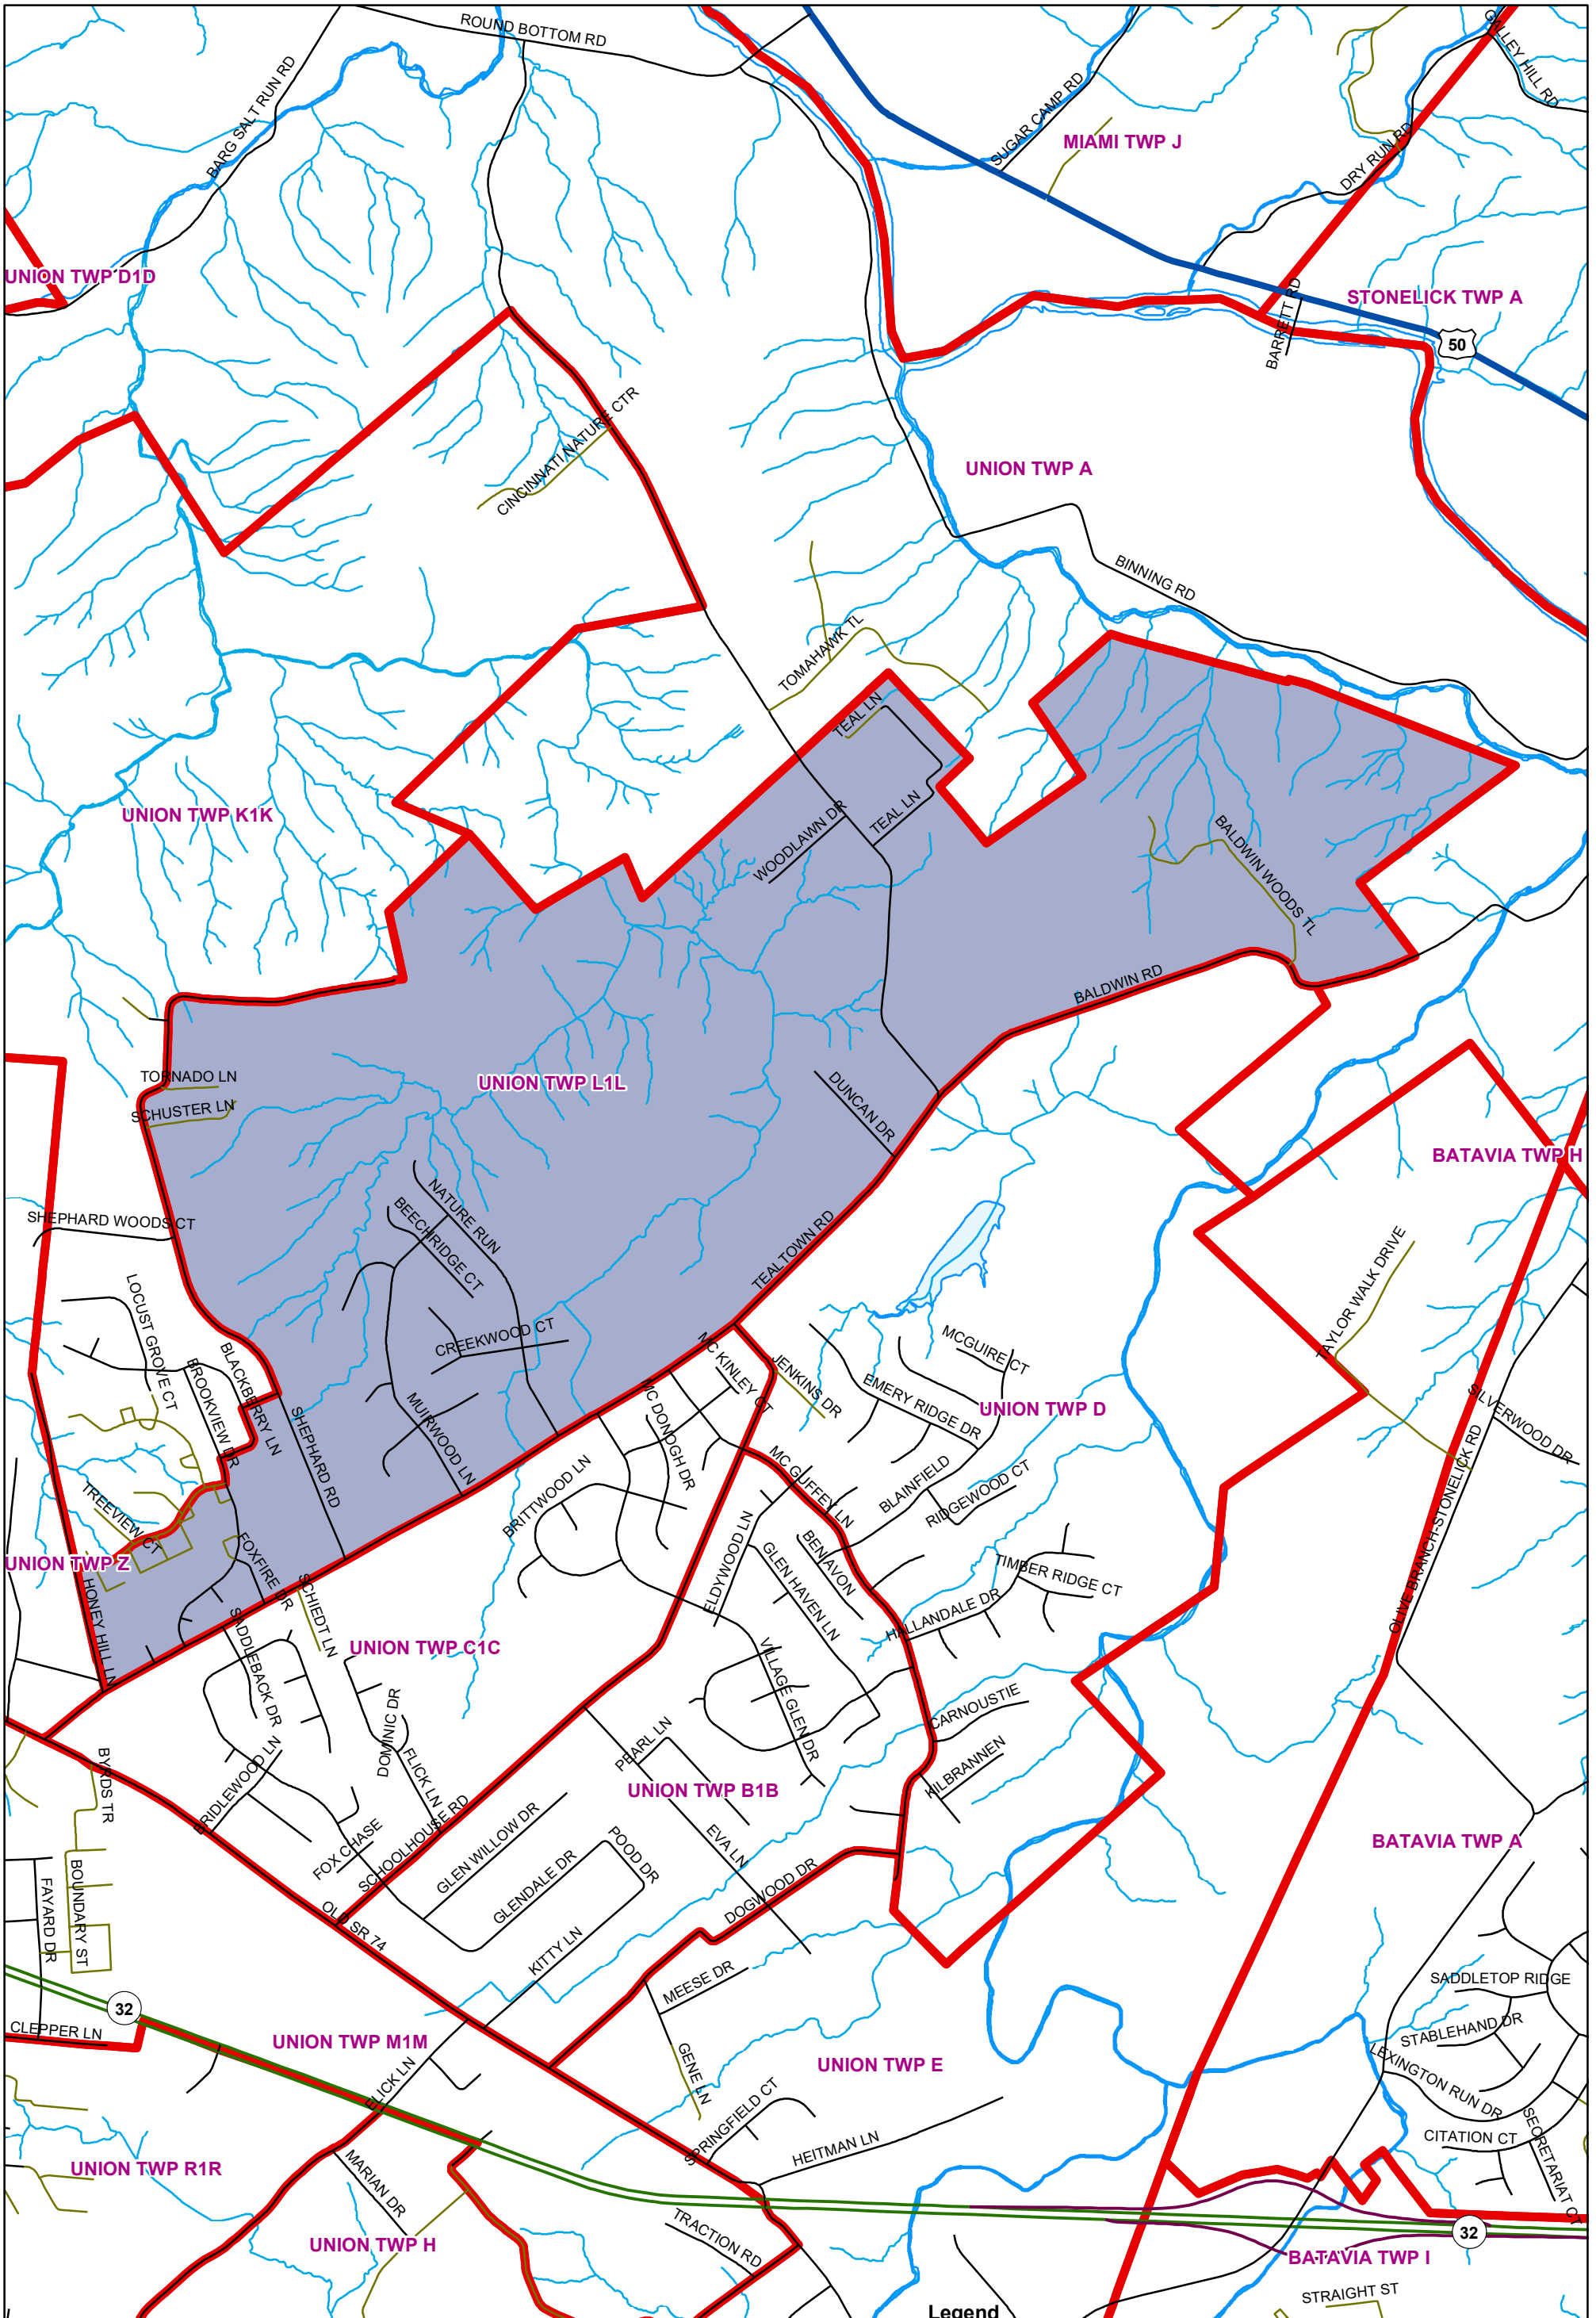 ROUND BOTTOM RD
GALLEY HILL RD
BARG SALT RUN RD
SUGAR CAMP RD
MIAMI TWP J
DRY RUN RD
UNION TWP D1D
STONELICK TWP A
BARRETT RD
50
CINCINNATI NATURE CTR
UNION TWP A
BINNING RD
TOMAHAWK TL
TEAL LN
UNION TWP K1K
WOODLAWN DR
TEAL LN
BALDWIN WOODS TL
BALDWIN RD
TORNADO LN
UNION TWP L1L
SCHUSTER LN
DUNCAN DR
BATAVIA TWP H
SHEPHARD WOODS CT
NATURE RUN
BEECHRIDGE CT
TEALTOWN RD
TAYLOR WALK DRIVE
LOCUST GROVE CT
BLACKBERRY LN
BROOKVIEW DR
CREEKWOOD CT
MC KINLEY CT
JENKINS DR
MCGUIRE CT
EMERY RIDGE DR
UNION TWP D
SILVERWOOD DR
SHEPHARD RD
MUIRWOOD LN
MC DONOGH DR
MC GUFFEY LN
BLAINFIELD
RIDGEWOOD CT
BRITTWOOD LN
TREEVIEW CT
UNION TWP Z
HONEY HILL LN
FOXFIRE DR
SCHIEDT LN
ELDYWOOD LN
GLEN HAVEN LN
BENIAVON
TIMBER RIDGE CT
HALLANDALE DR
OLIVE BRANCH-STONELICK RD
SADDLEBACK DR
UNION TWP C1C
VILLAGE GLEN DR
CARNOUSTIE
DOMINIC DR
FLICK LN
PEARL LN
KILBRANNEN
BYRDS TR
BRIDLEWOOD LN
UNION TWP B1B
FOX CHASE
SCHOOLHOUSE RD
GLEN WILLOW DR
GLENDALE DR
POOD DR
EVA LN
DOGWOOD DR
BATAVIA TWP A
FAYARD DR
BOUNDARY ST
OLD SR 74
KITTY LN
MEESE DR
SADDLETOP RIDGE
32
CLEPPER LN
UNION TWP M1M
FLICK LN
GENE LN
UNION TWP E
STABLEHAND DR
LEXINGTON RUN DR
SPRINGFIELD CT
HEITMAN LN
CITATION CT
SECRETARIAT CT
UNION TWP R1R
MARIAN DR
UNION TWP H
TRACTION RD
32
BATAVIA TWP I
STRAIGHT ST
Legend